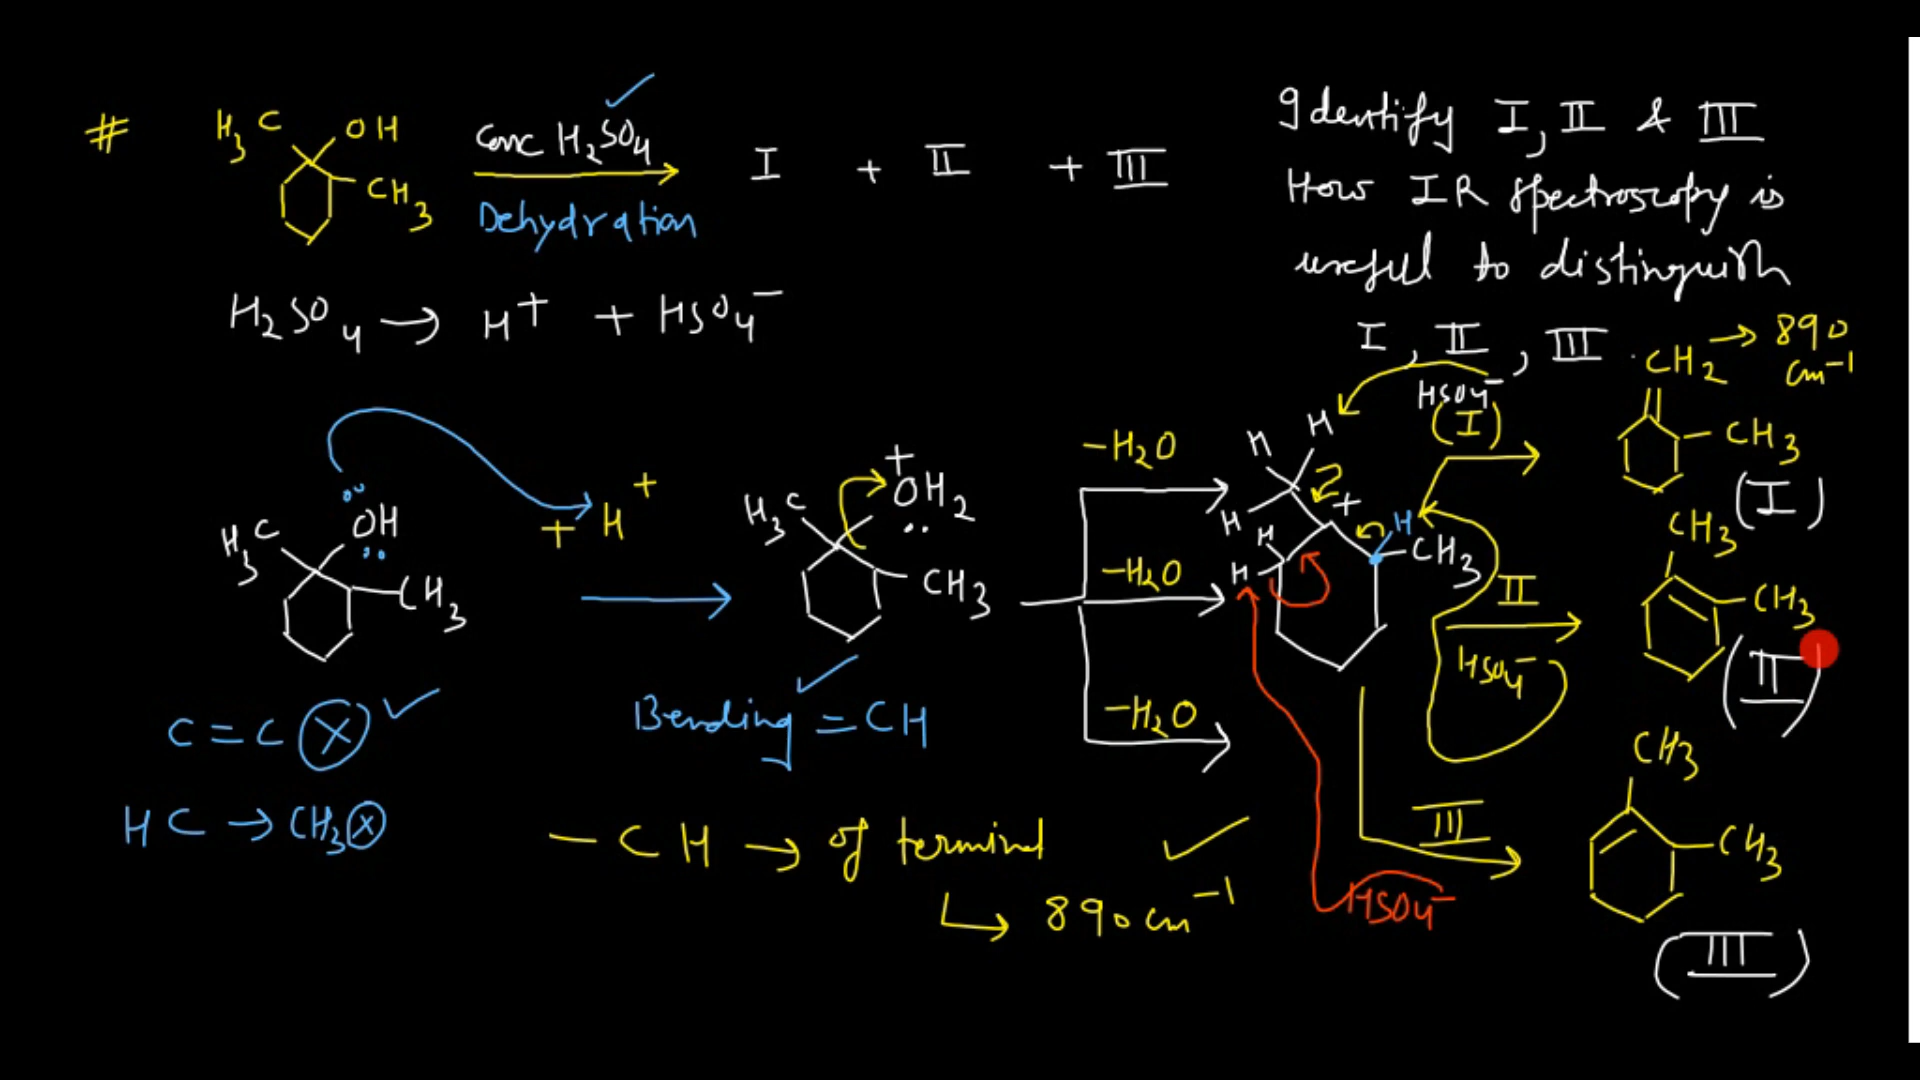 #
H3C
OH
CH3
Conc H2SO4
Dehydration
I + II + III
Identify I, II & III
How IR spectroscopy is
useful to distinguish
I, II, III.
H2SO4 → H+ + HSO4−
H3C
OH
CH3
+ H+
H3C
+
OH2
CH3
−H2O
−H2O
−H2O
H
H
H
+
H
H
H
CH3
HSO4−
(I)
CH2 → 890
cm−1
CH3
(I)
II
HSO4−
CH3
CH3
(II)
III
HSO4−
CH3
CH3
(III)
C = C (X) ✓
HC → CH3 (X)
Bending = CH
− CH → of terminal
↳ 890 cm−1